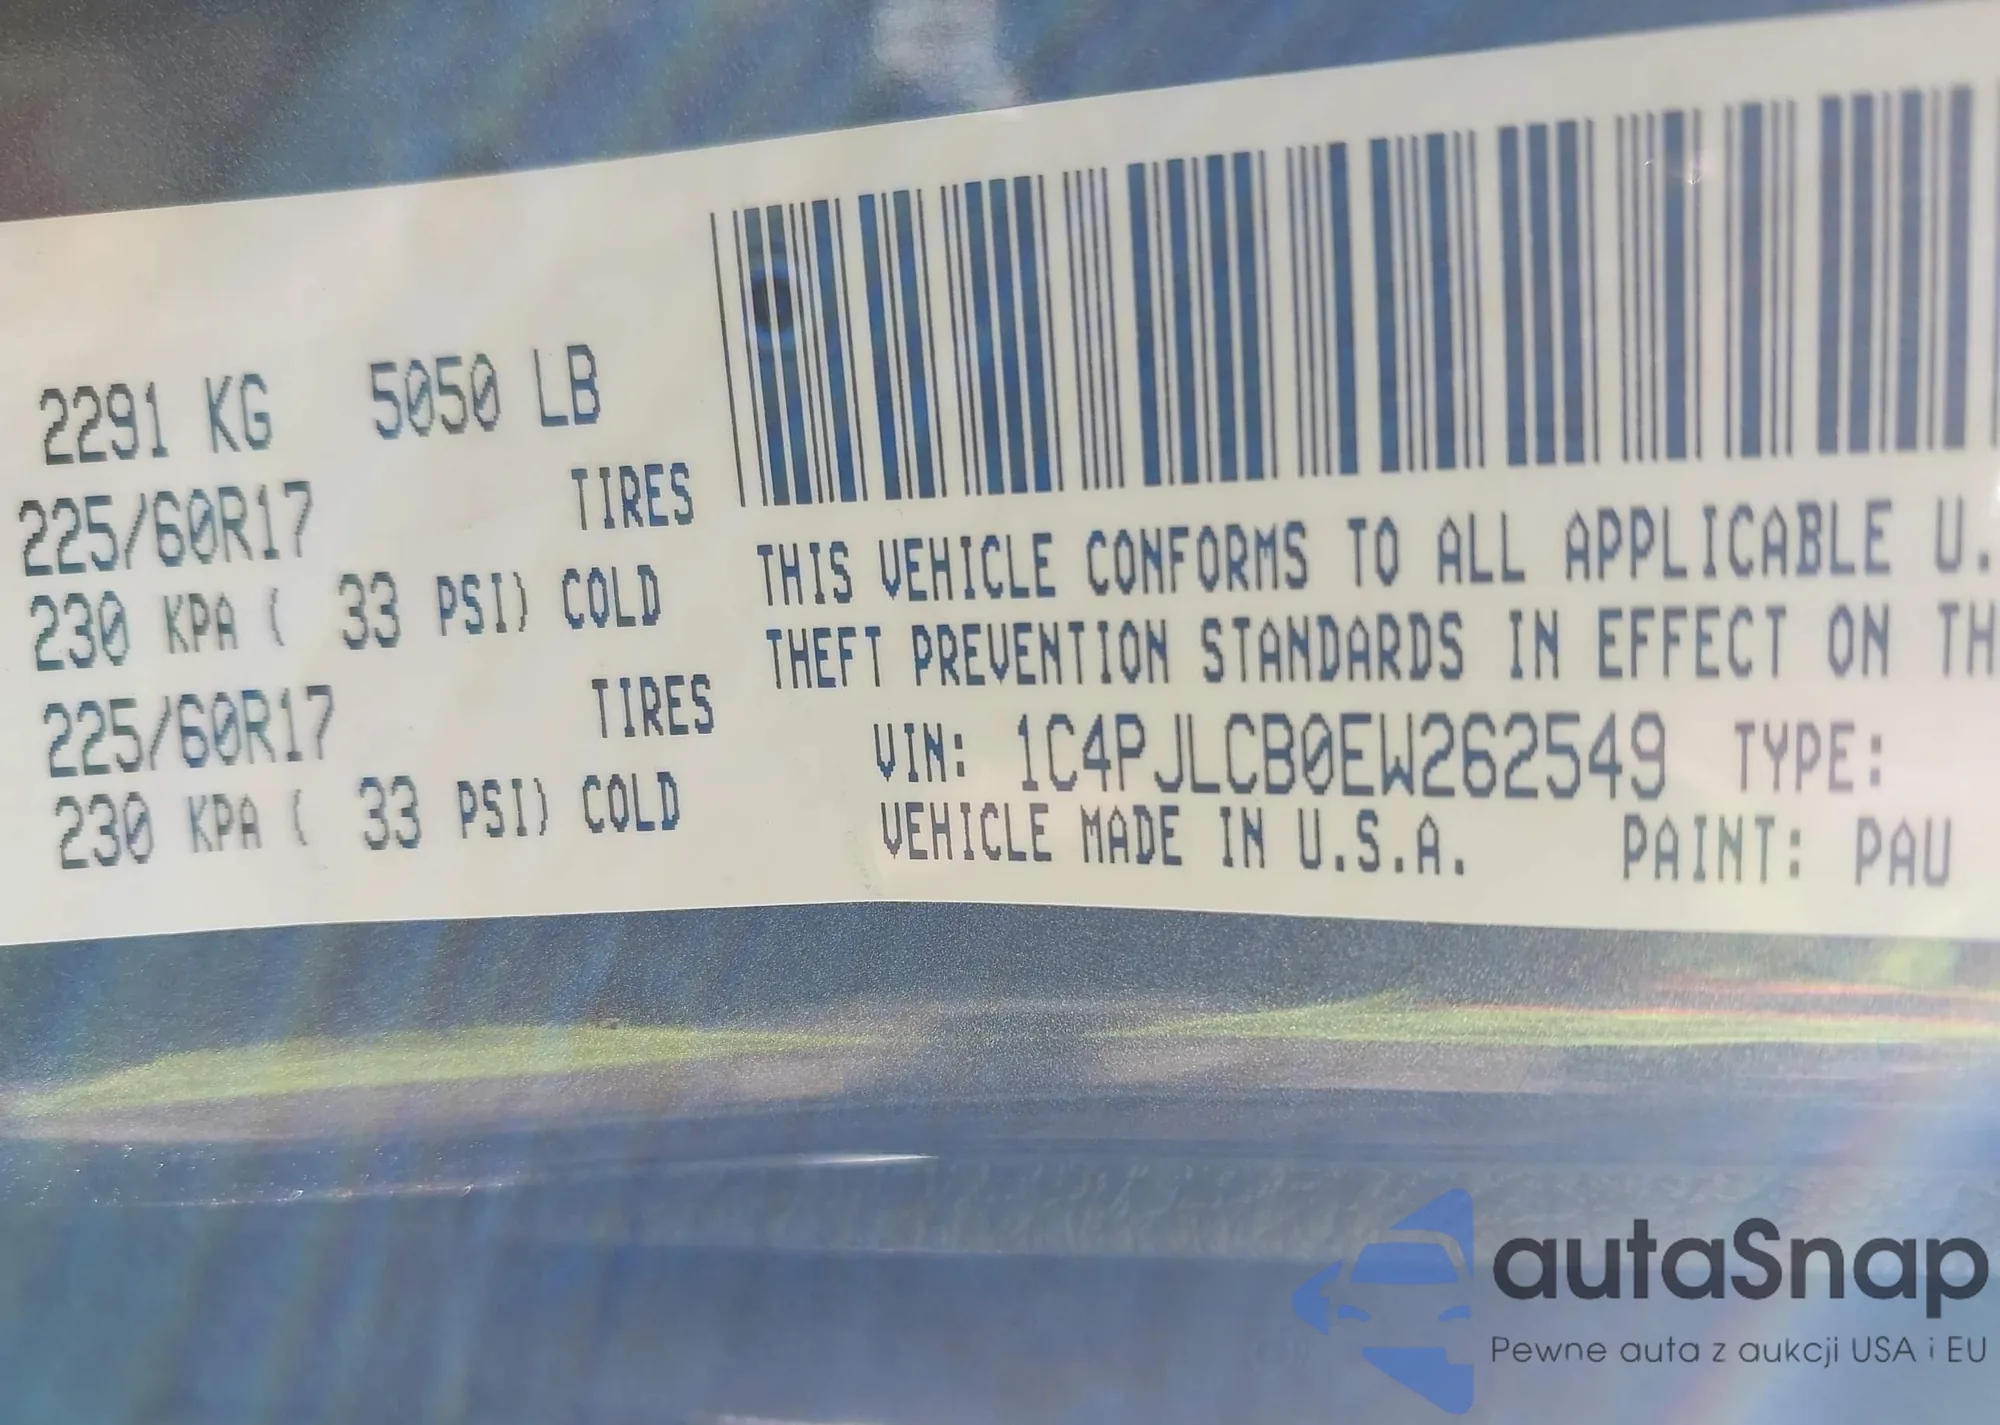 2291 KG 5050 LB
225/60R17 TIRES
230 KPA ( 33 PSI) COLD
225/60R17 TIRES
230 KPA ( 33 PSI) COLD
THIS VEHICLE CONFORMS TO ALL APPLICABLE U.
THEFT PREVENTION STANDARDS IN EFFECT ON TH
VIN: 1C4PJLCB0EW262549 TYPE:
VEHICLE MADE IN U.S.A. PAINT: PAU
autaSnap
Pewne auta z aukcji USA i EU